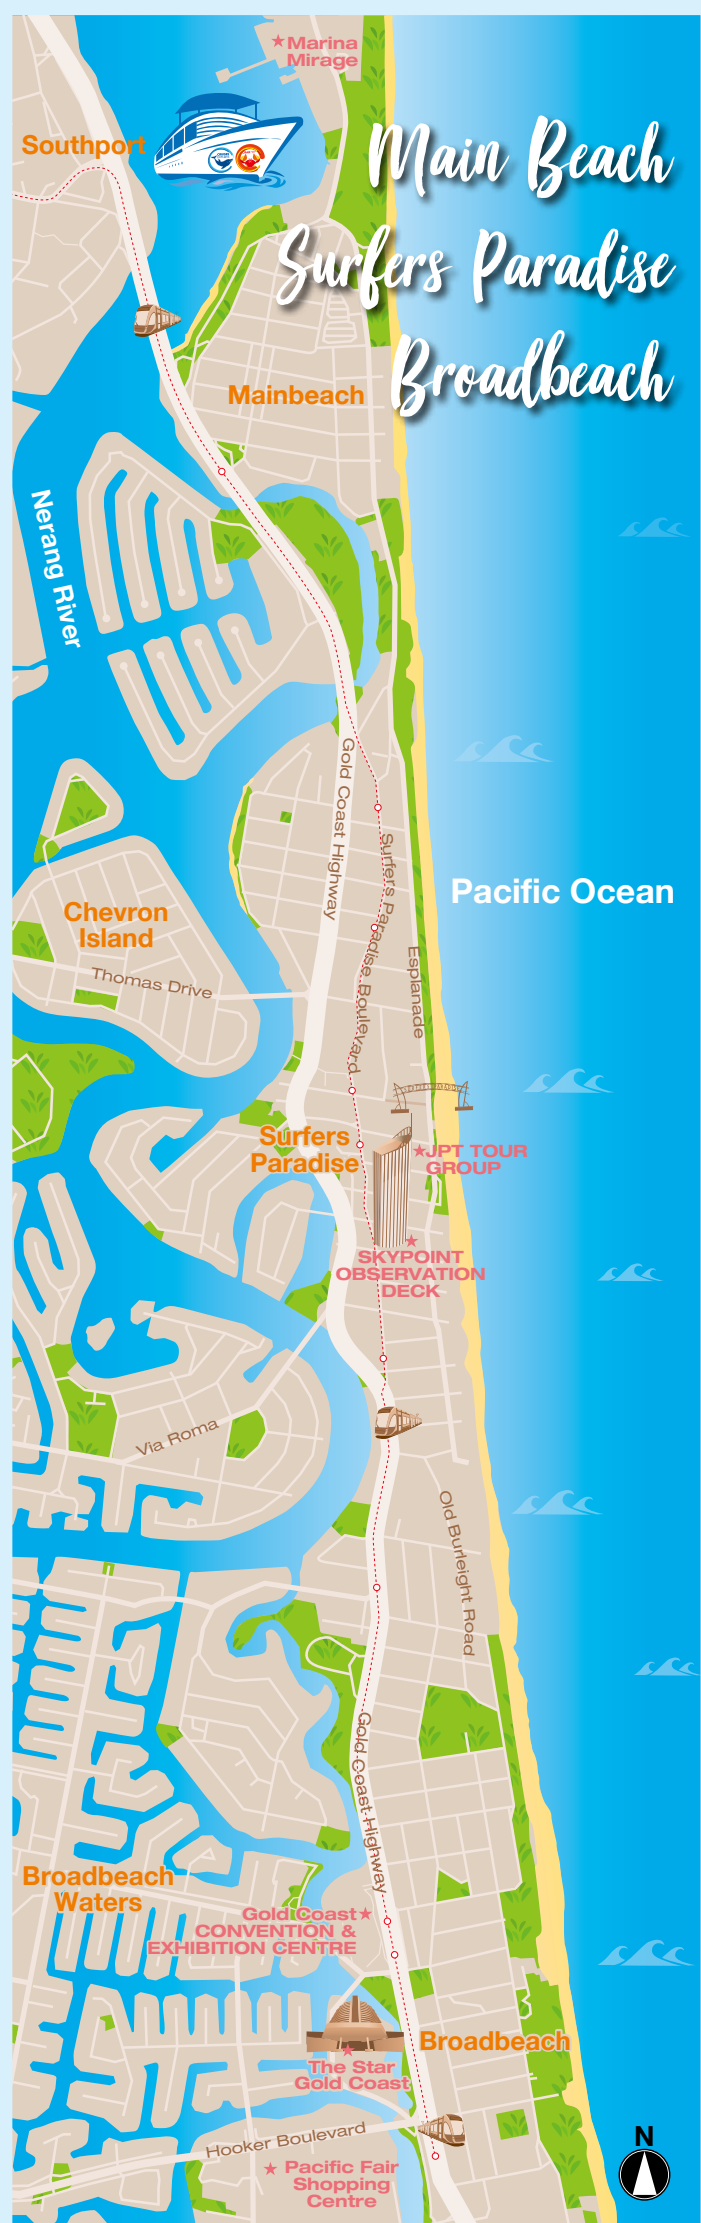 Marina
Mirage
Southport
Main Beach
Surfers Paradise
Broadbeach
Mainbeach
Nerang River
Gold Coast Highway
Surfers Paradise Boulevard
Pacific Ocean
Chevron
Island
Thomas Drive
Esplanade
Surfers
Paradise
JPT TOUR
GROUP
SKYPOINT
OBSERVATION
DECK
Via Roma
Old Burleight Road
Gold Coast Highway
Broadbeach
Waters
Gold Coast
CONVENTION &
EXHIBITION CENTRE
Broadbeach
The Star
Gold Coast
Hooker Boulevard
N
Pacific Fair
Shopping
Centre